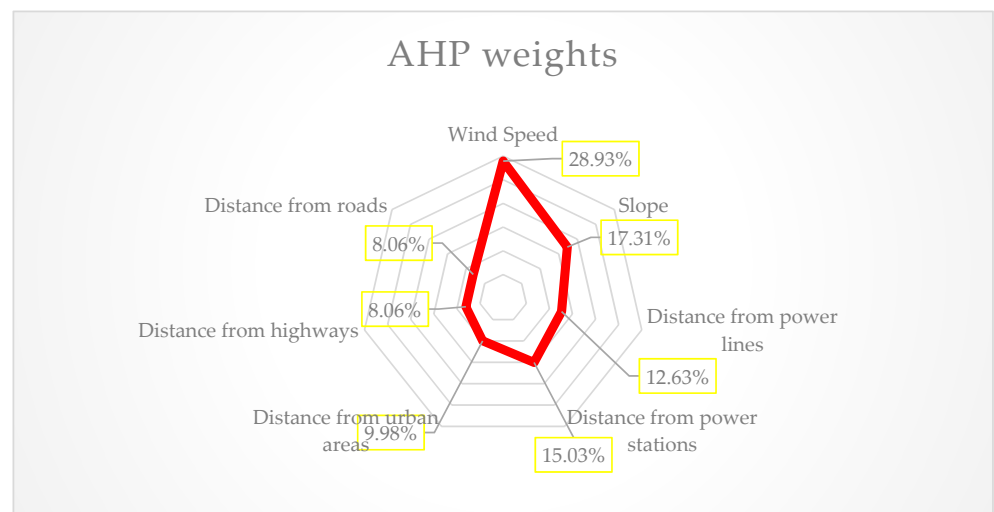 AHP weights
Wind Speed
28.93%
Slope
17.31%
Distance from power
lines
12.63%
Distance from power
stations
15.03%
Distance from urban
areas
9.98%
Distance from highways
8.06%
Distance from roads
8.06%